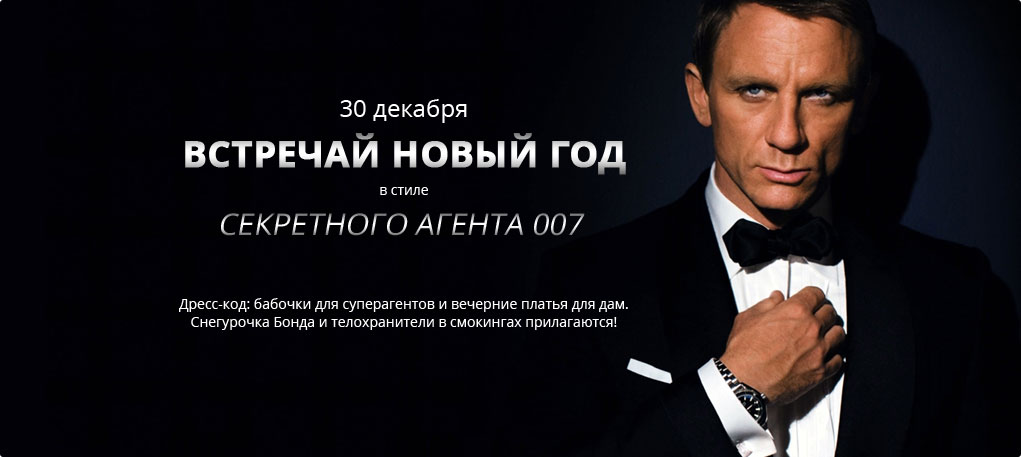 30 декабря
ВСТРЕЧАЙ НОВЫЙ ГОД
в стиле
СЕКРЕТНОГО АГЕНТА 007
Дресс-код: бабочки для суперагентов и вечерние платья для дам.
Снегурочка Бонда и телохранители в смокингах прилагаются!